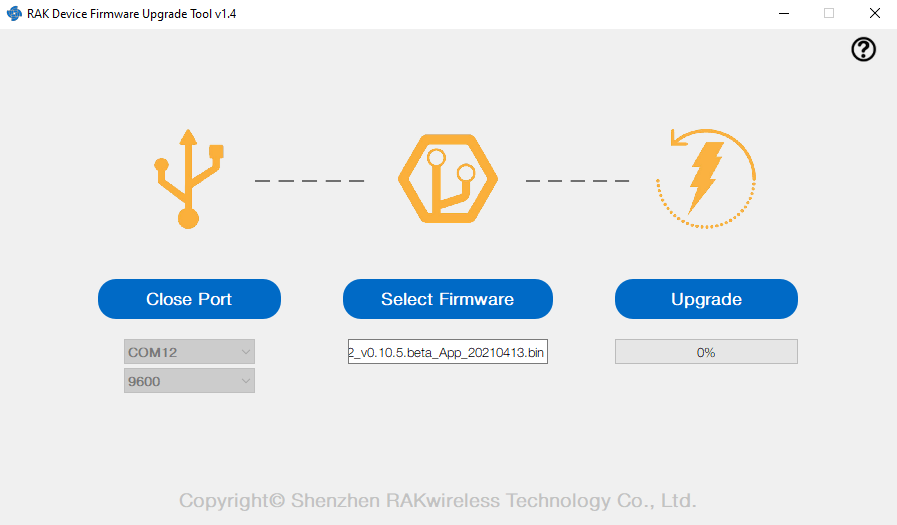 RAK Device Firmware Upgrade Tool v1.4
Close Port
Select Firmware
Upgrade
COM12
2_v0.10.5.beta_App_20210413.bin
0%
9600
Copyright© Shenzhen RAKwireless Technology Co., Ltd.